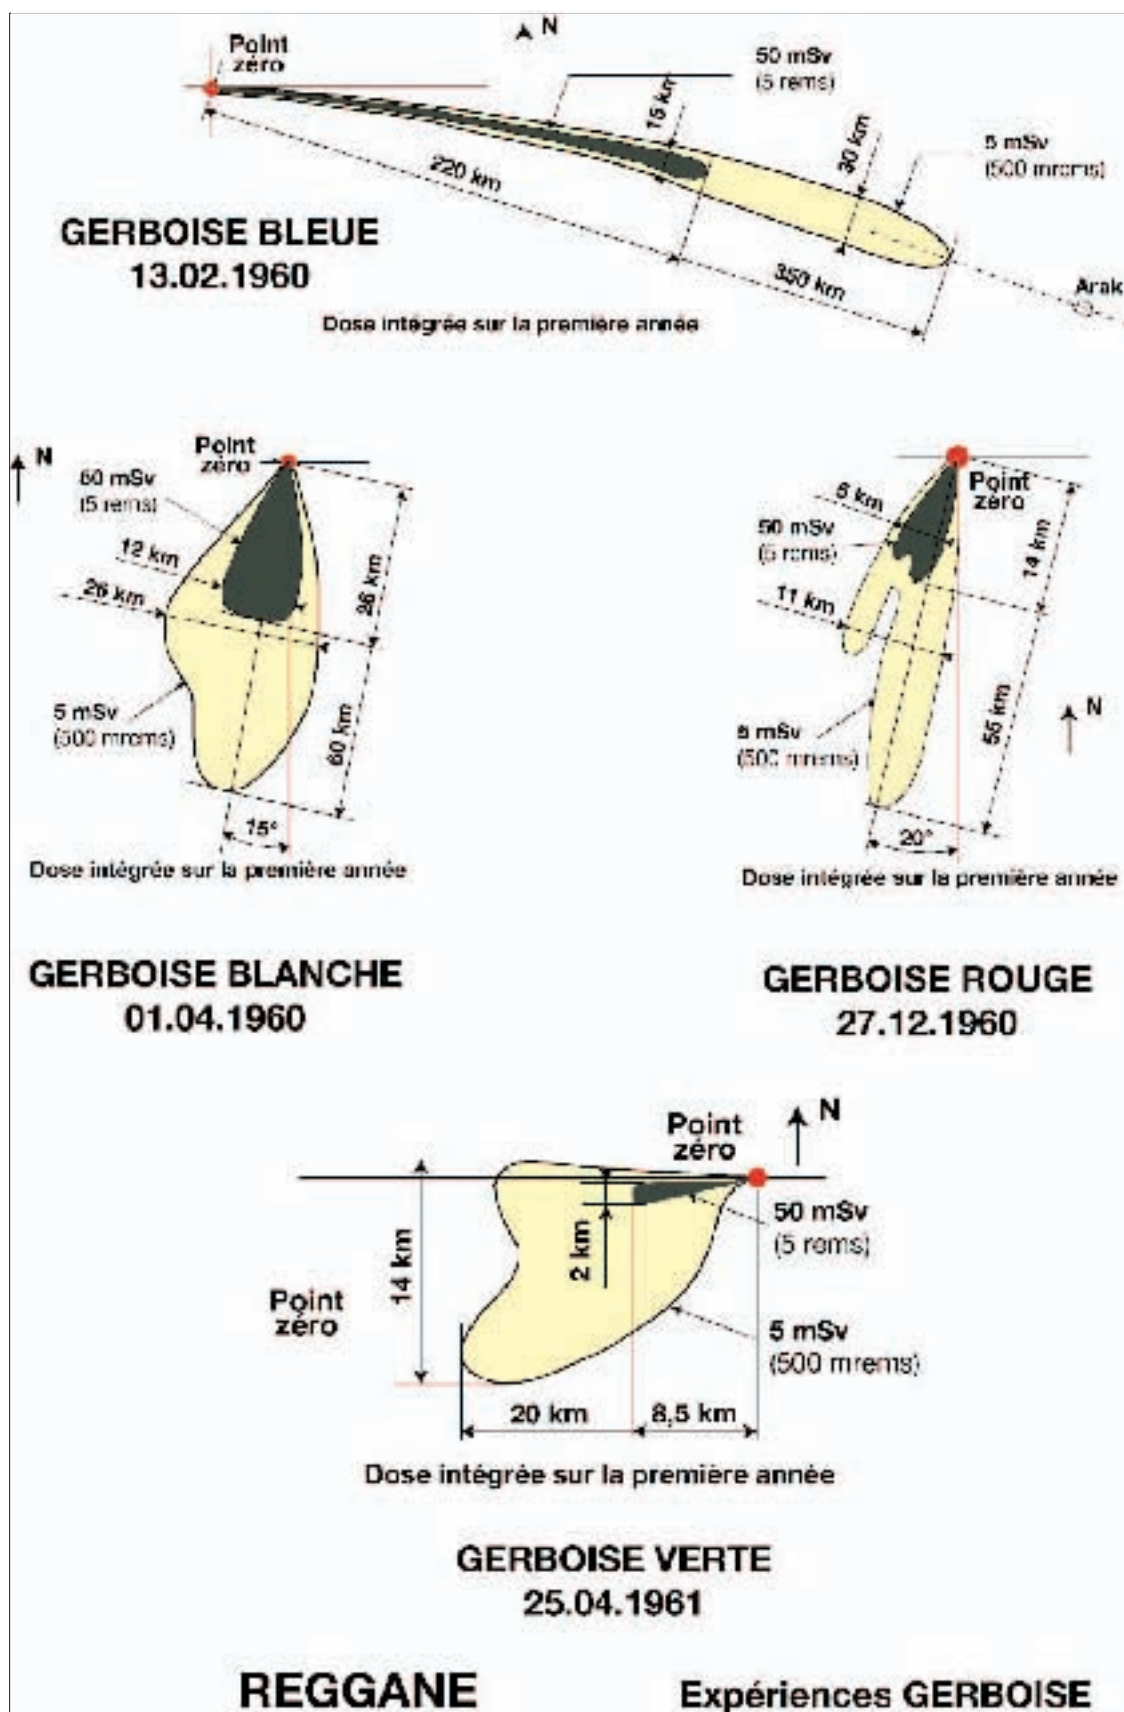 N
Point
zéro
50 mSv
(5 rems)
15 km
30 km
5 mSv
(500 mrems)
220 km
350 km
Arak
GERBOISE BLEUE
13.02.1960
Dose intégrée sur la première année
N
Point
zéro
50 mSv
(5 rems)
12 km
26 km
26 km
5 mSv
(500 mrems)
60 km
15°
Dose intégrée sur la première année
GERBOISE BLANCHE
01.04.1960
Point
zéro
50 mSv
(5 rems)
14 km
11 km
55 km
N
5 mSv
(500 mrems)
20°
Dose intégrée sur la première année
GERBOISE ROUGE
27.12.1960
Point
zéro
N
50 mSv
(5 rems)
2 km
14 km
Point
zéro
5 mSv
(500 mrems)
20 km
8,5 km
Dose intégrée sur la première année
GERBOISE VERTE
25.04.1961
REGGANE
Expériences GERBOISE